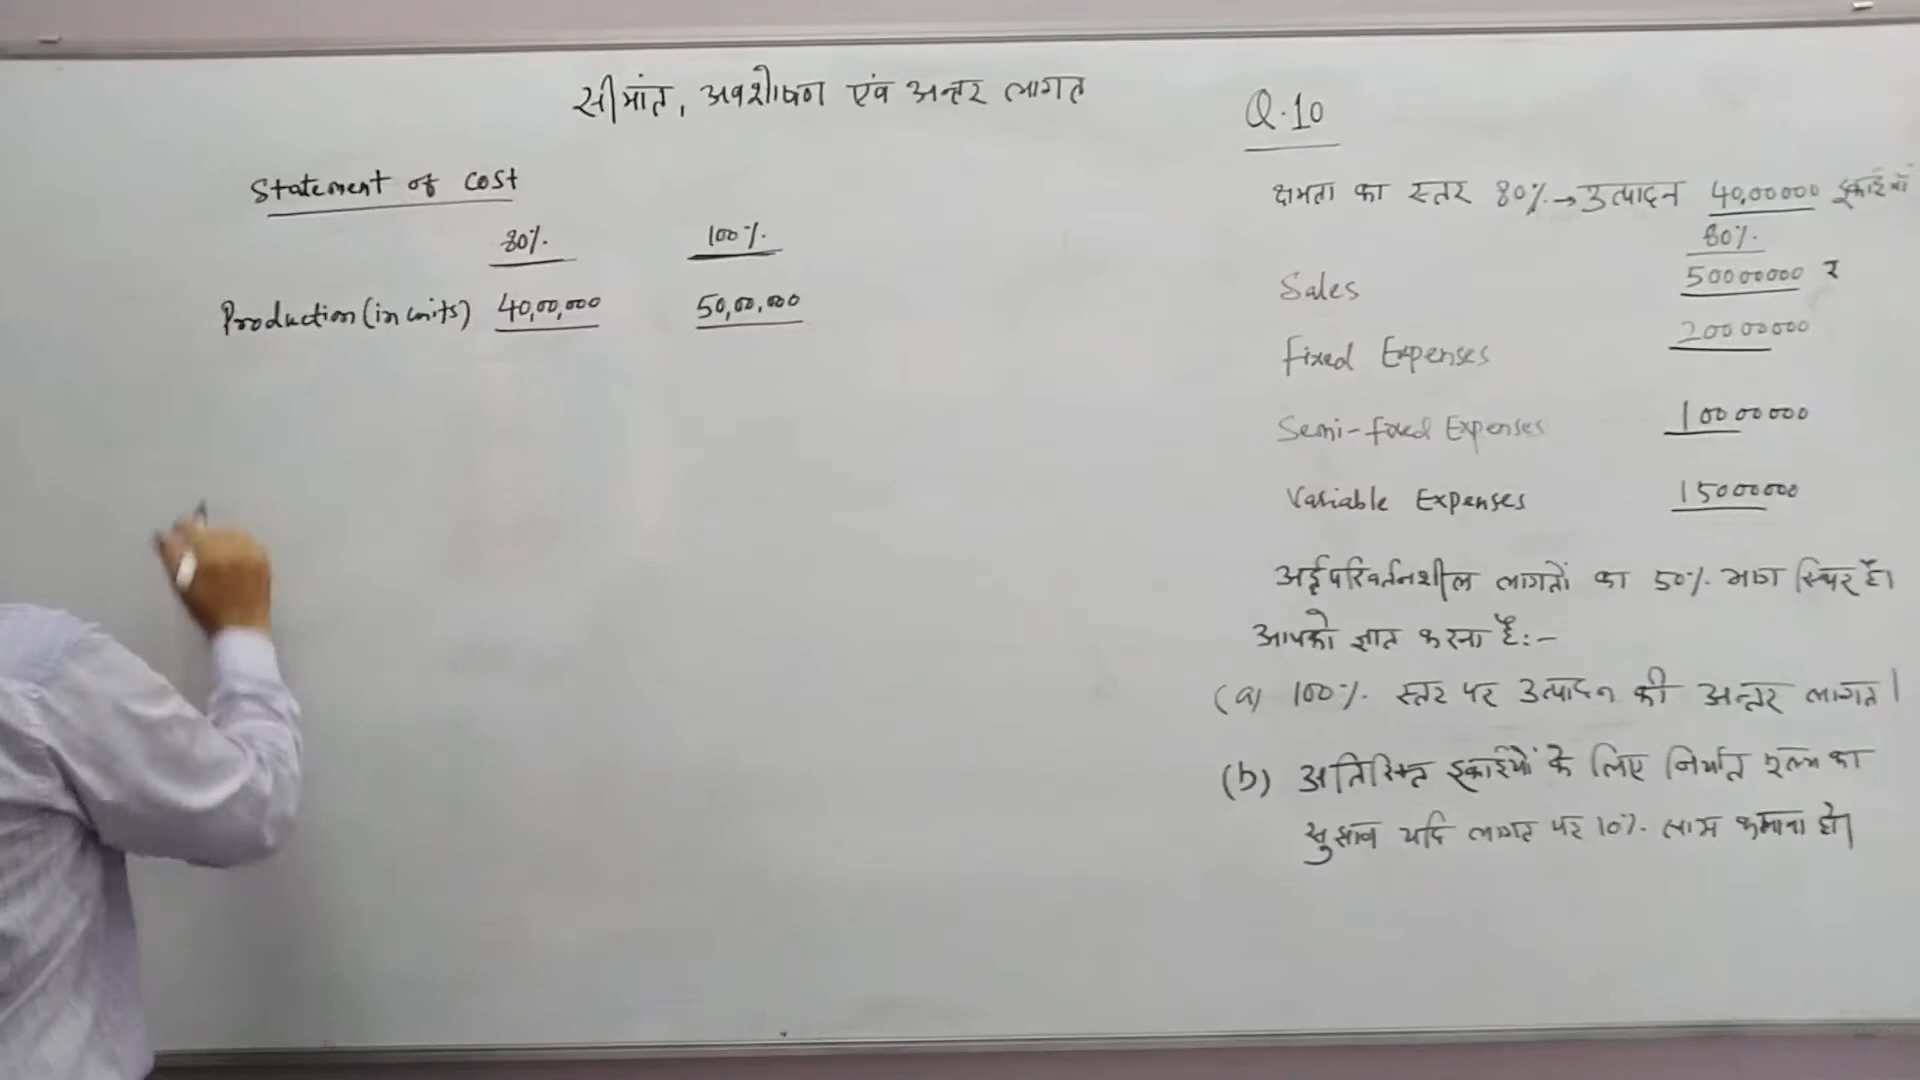 सीमांत, अवशोषण एवं अन्तर लागत
Statement of cost
80% 100%
Production (in units) 40,00,000 50,00,000
Q.10
क्षमता का स्तर 80% → उत्पादन 40,00000 इकाईयाँ
80%
Sales 50000000 ₹
Fixed Expenses 20000000
Semi-fixed Expenses 10000000
Variable Expenses 15000000
अर्द्धपरिवर्तनशील लागतों का 50% भाग स्थिर है।
आपको ज्ञात करना है:-
(a) 100% स्तर पर उत्पादन की अन्तर लागत।
(b) अतिरिक्त इकाईयों के लिए निर्यात मूल्य का
सुझाव यदि लागत पर 10% लाभ कमाना हो।